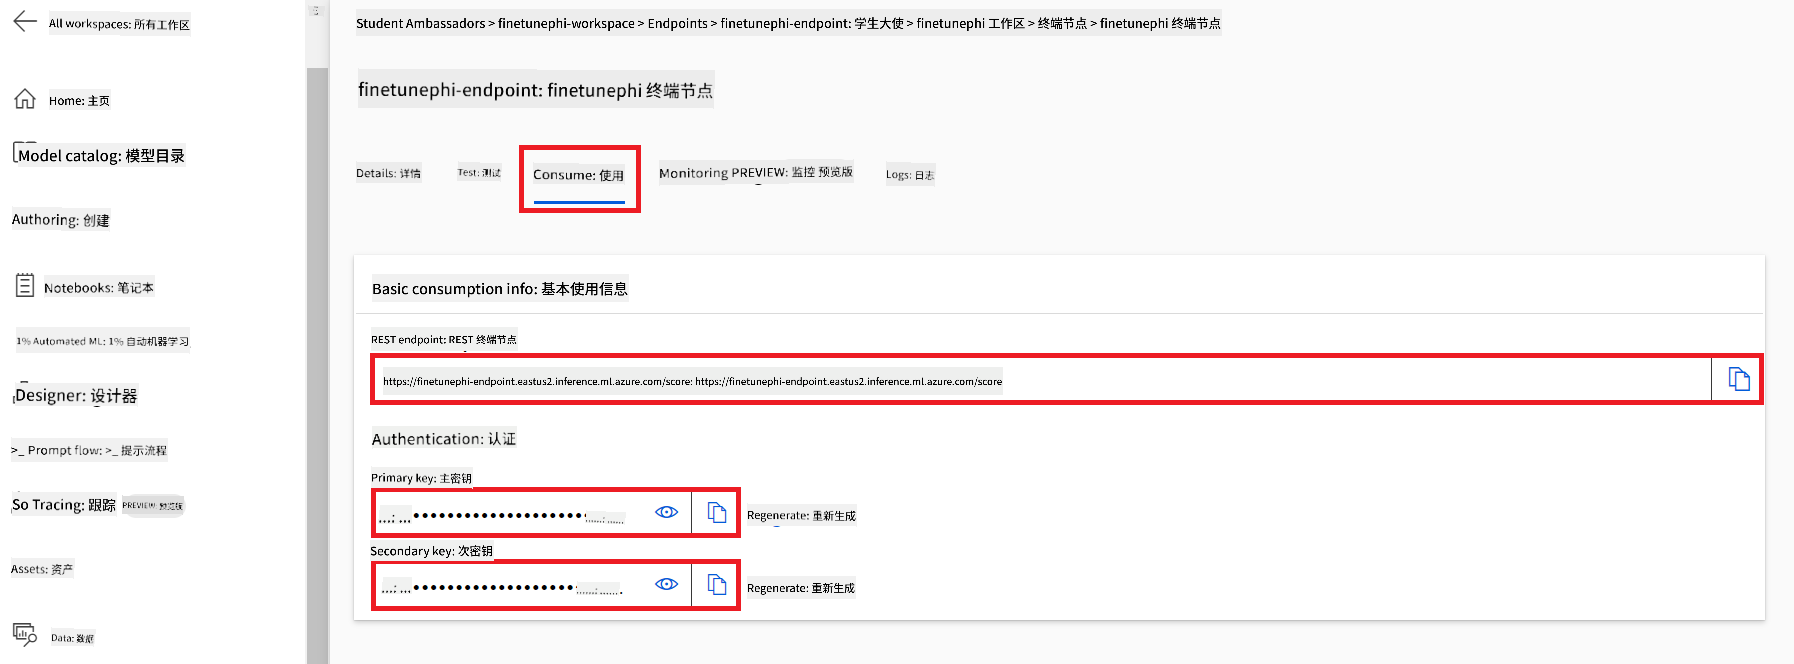 All workspaces: 所有工作区
Home: 主页
Model catalog: 模型目录
Authoring: 创建
Notebooks: 笔记本
1% Automated ML: 1% 自动机器学习
Designer: 设计器
>_ Prompt flow: >_ 提示流程
So Tracing: 跟踪 PREVIEW: 预览版
Assets: 资产
Data: 数据
Student Ambassadors > finetunephi-workspace > Endpoints > finetunephi-endpoint: 学生大使 > finetunephi 工作区 > 终端节点 > finetunephi 终端节点
finetunephi-endpoint: finetunephi 终端节点
Details: 详情 Test: 测试 Consume: 使用 Monitoring PREVIEW: 监控 预览版 Logs: 日志
Basic consumption info: 基本使用信息
REST endpoint: REST 终端节点
https://finetunephi-endpoint.eastus2.inference.ml.azure.com/score: https://finetunephi-endpoint.eastus2.inference.ml.azure.com/score
Authentication: 认证
Primary key: 主密钥
Regenerate: 重新生成
Secondary key: 次密钥
Regenerate: 重新生成